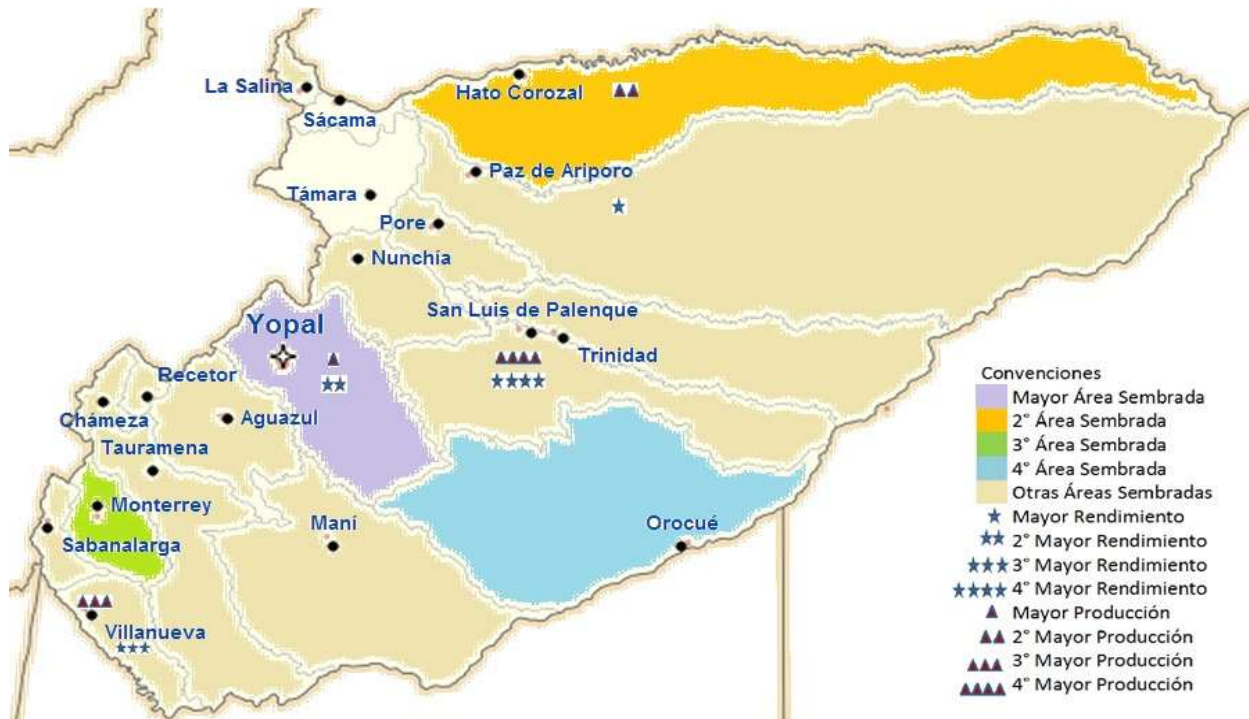 La Salina
Sácama
Hato Corozal
Paz de Ariporo
Támara
Pore
Nunchía
San Luis de Palenque
Yopal
Trinidad
Recetor
Chámeza
Aguazul
Tauramena
Monterrey
Maní
Orocué
Sabanalarga
Villanueva
Convenciones
Mayor Área Sembrada
2° Área Sembrada
3° Área Sembrada
4° Área Sembrada
Otras Áreas Sembradas
Mayor Rendimiento
2° Mayor Rendimiento
3° Mayor Rendimiento
4° Mayor Rendimiento
Mayor Producción
2° Mayor Producción
3° Mayor Producción
4° Mayor Producción